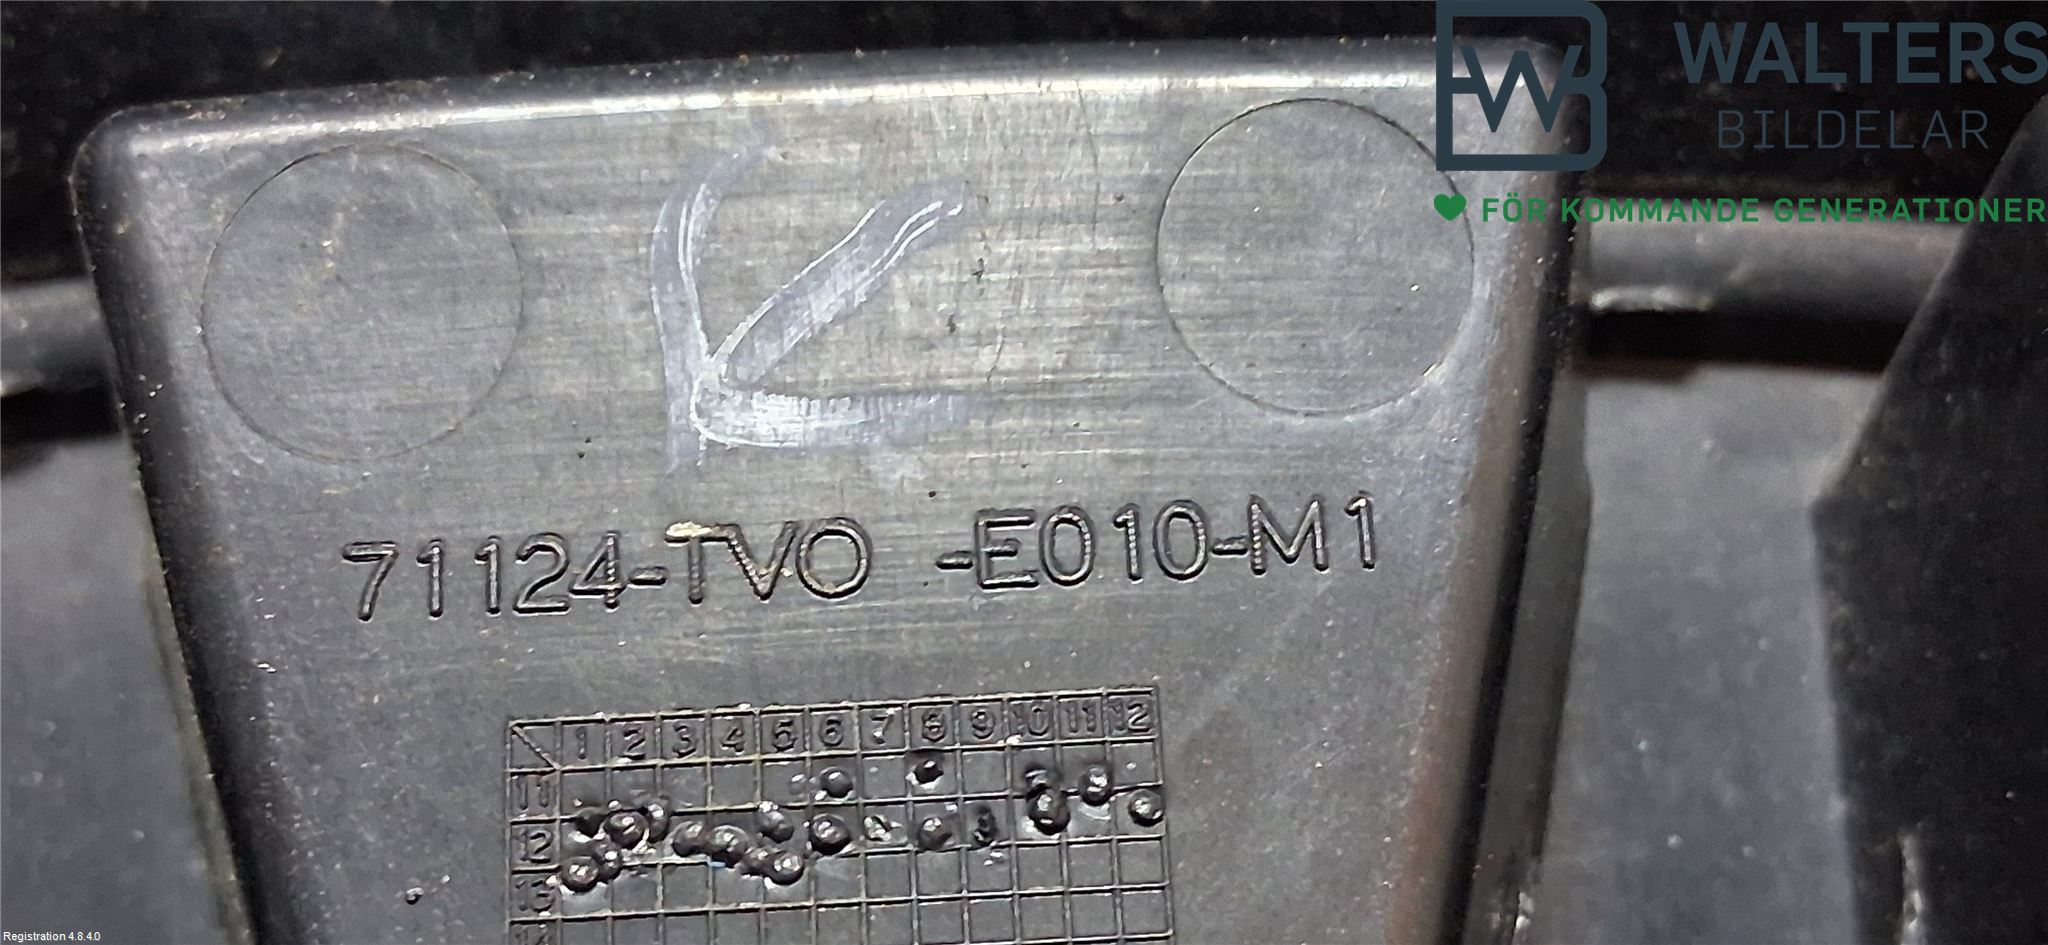 WALTERS
BILDELAR
FÖR KOMMANDE GENERATIONER
71124-TVO -E010-M1
1 2 3 4 5 6 7 8 9 10 11 12
11
12
13
14
Registration 4.8.4.0